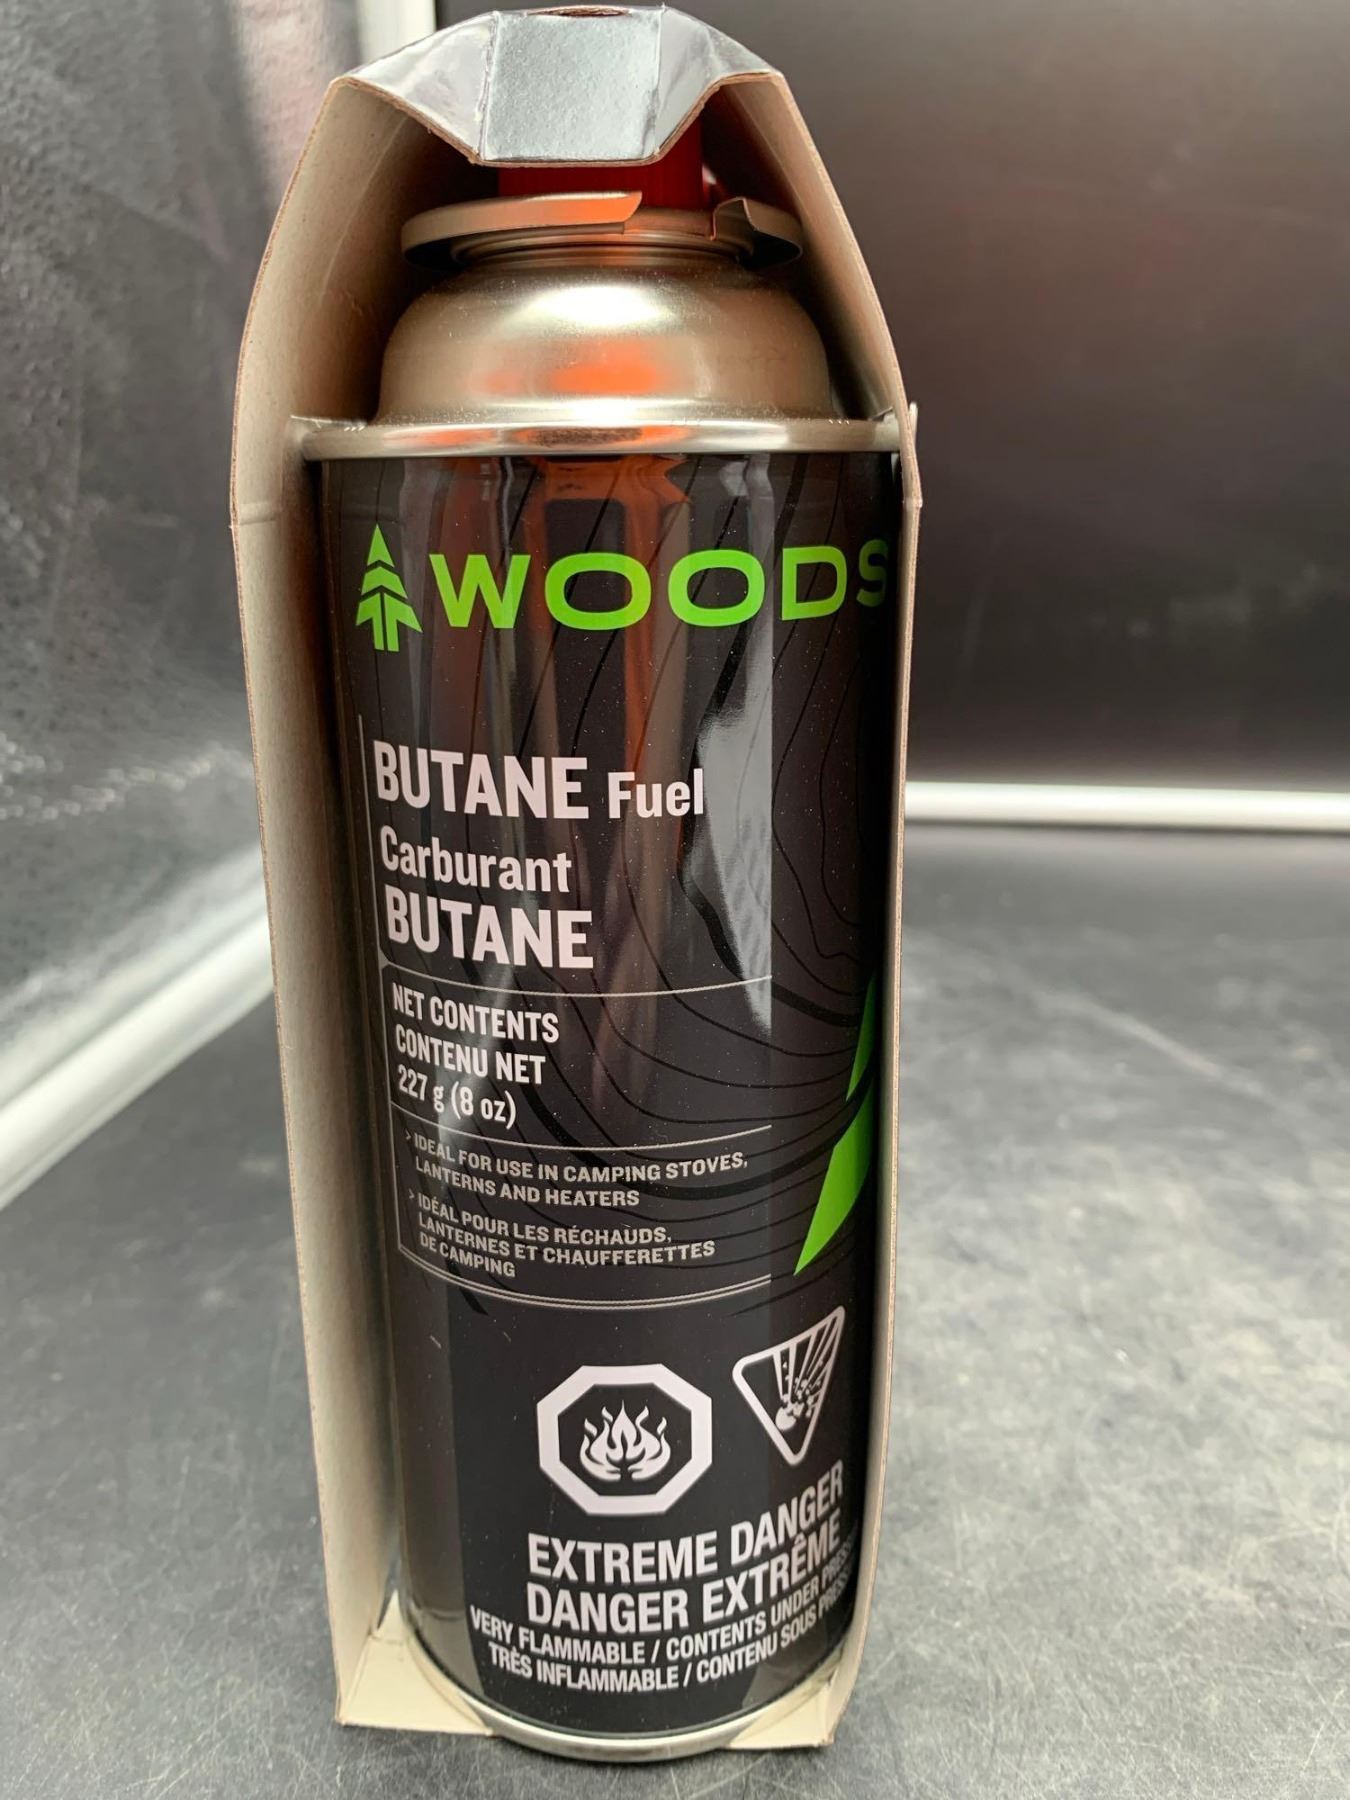 WOODS
BUTANE Fuel
Carburant
BUTANE
NET CONTENTS
CONTENU NET
227 g (8 oz)
> IDEAL FOR USE IN CAMPING STOVES,
LANTERNS AND HEATERS
> IDÉAL POUR LES RÉCHAUDS,
LANTERNES ET CHAUFFERETTES
DE CAMPING
EXTREME DANGER
DANGER EXTRÊME
VERY FLAMMABLE / CONTENTS UNDER
TRÈS INFLAMMABLE / CONTENU SOUS